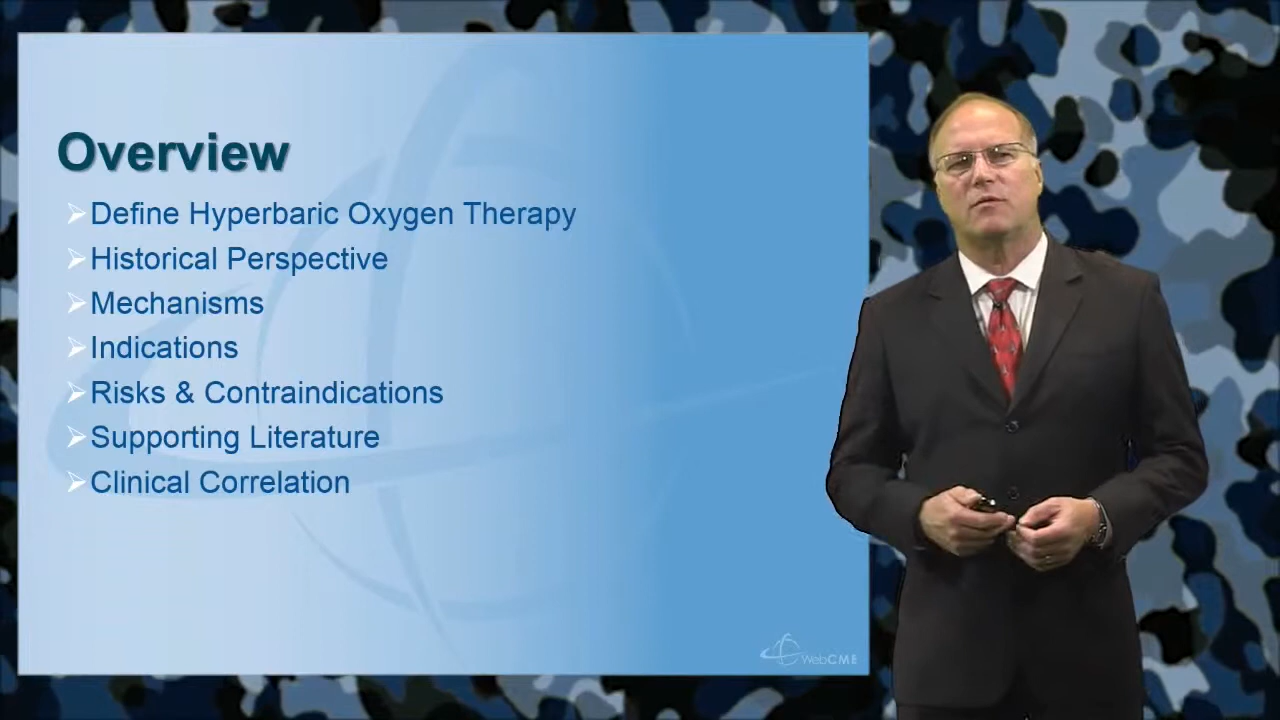 Overview
Define Hyperbaric Oxygen Therapy
Historical Perspective
Mechanisms
Indications
Risks & Contraindications
Supporting Literature
Clinical Correlation
WebCME